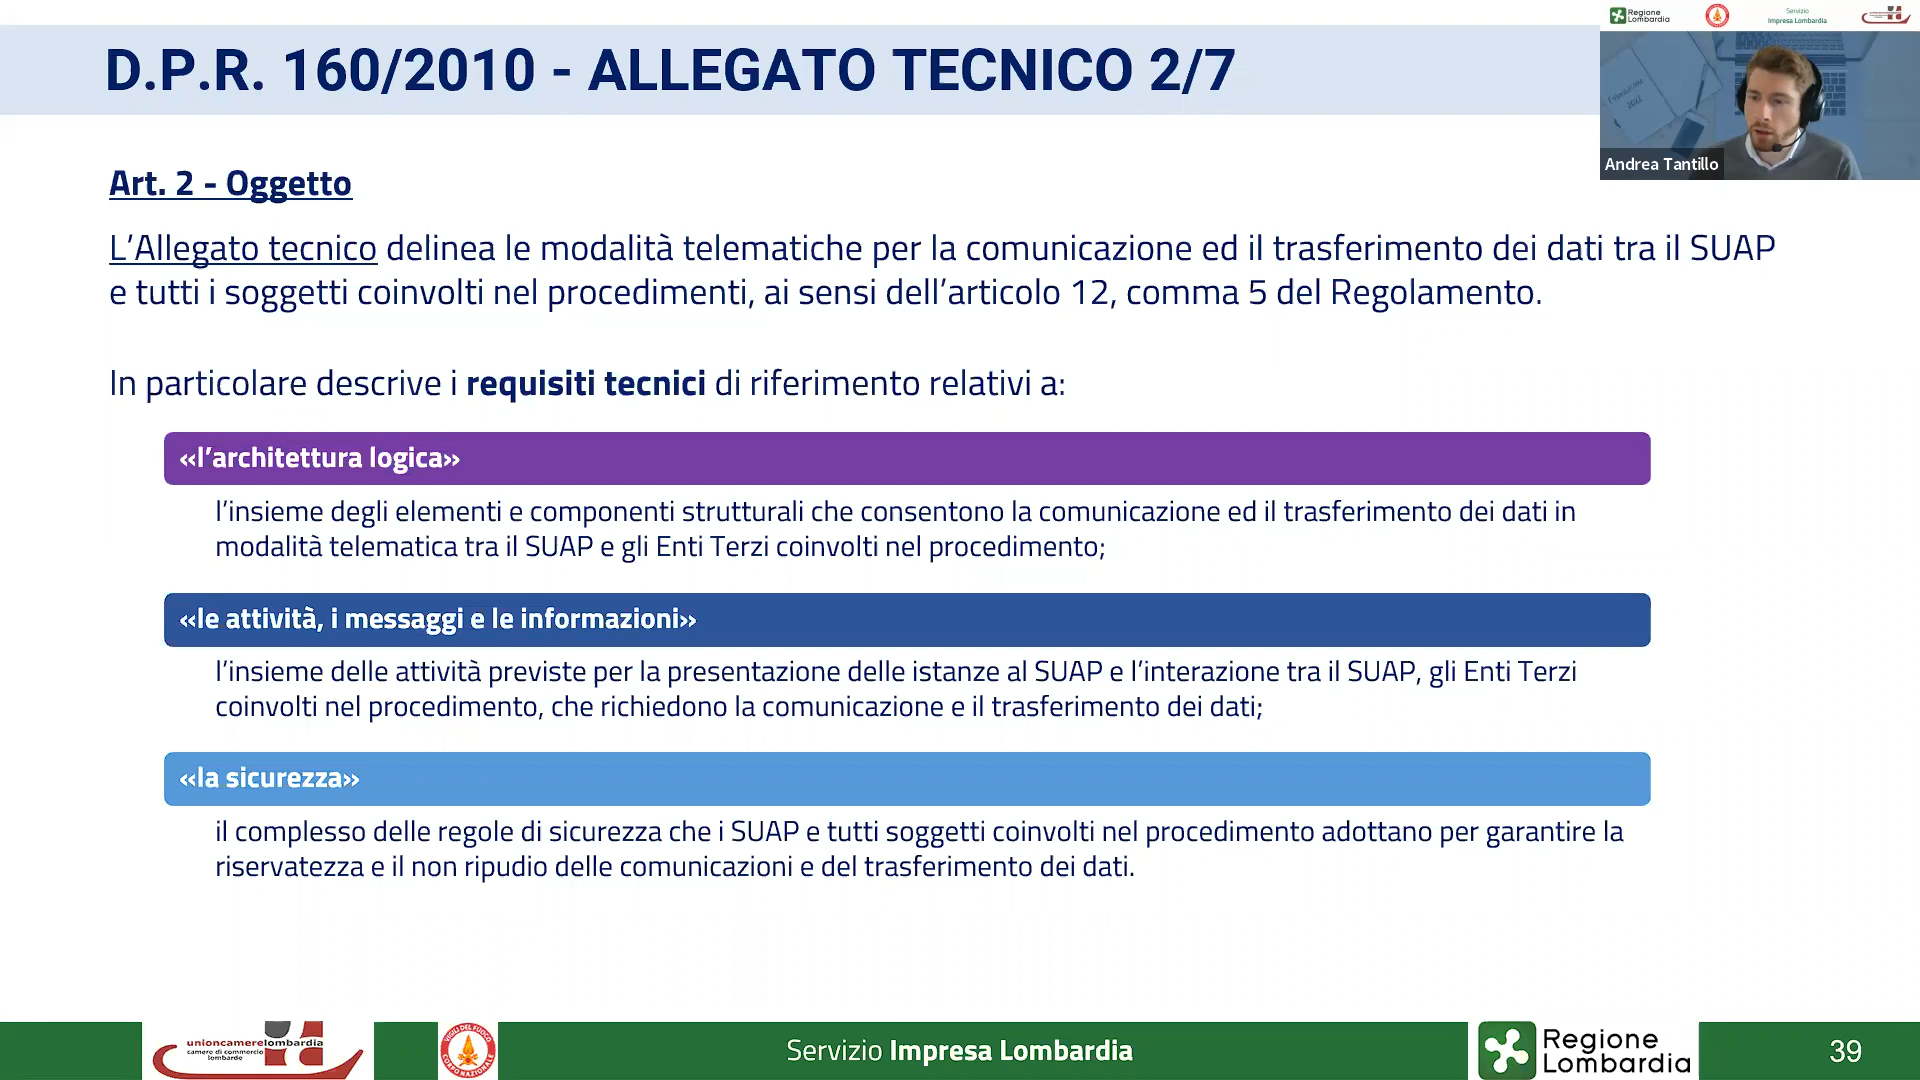 D.P.R. 160/2010 - ALLEGATO TECNICO 2/7
Regione
Lombardia
Servizio
Impresa Lombardia
Andrea Tantillo
Art. 2 - Oggetto
L’Allegato tecnico delinea le modalità telematiche per la comunicazione ed il trasferimento dei dati tra il SUAP
e tutti i soggetti coinvolti nel procedimenti, ai sensi dell’articolo 12, comma 5 del Regolamento.
In particolare descrive i requisiti tecnici di riferimento relativi a:
«l’architettura logica»
l’insieme degli elementi e componenti strutturali che consentono la comunicazione ed il trasferimento dei dati in
modalità telematica tra il SUAP e gli Enti Terzi coinvolti nel procedimento;
«le attività, i messaggi e le informazioni»
l’insieme delle attività previste per la presentazione delle istanze al SUAP e l’interazione tra il SUAP, gli Enti Terzi
coinvolti nel procedimento, che richiedono la comunicazione e il trasferimento dei dati;
«la sicurezza»
il complesso delle regole di sicurezza che i SUAP e tutti soggetti coinvolti nel procedimento adottano per garantire la
riservatezza e il non ripudio delle comunicazioni e del trasferimento dei dati.
unioncamerelombardia
camere di commercio
lombarde
VIGILI DEL FUOCO
CORPO NAZIONALE
Servizio Impresa Lombardia
Regione
Lombardia
39